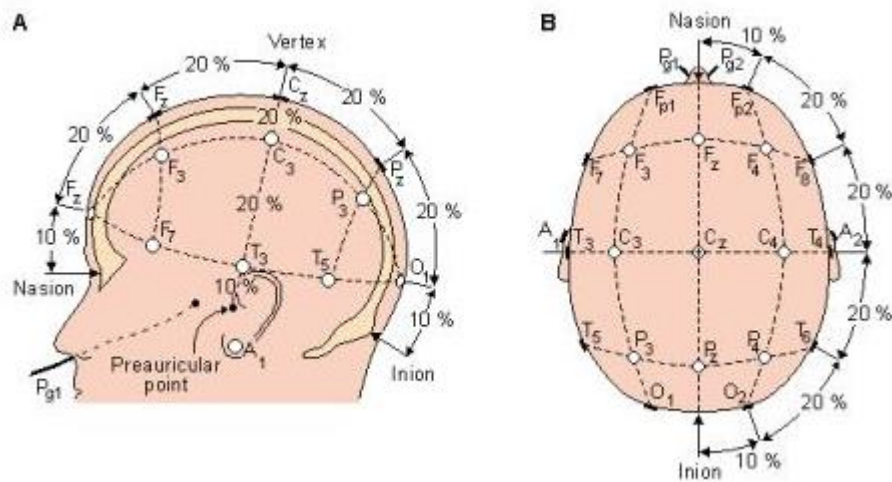 A
Vertex
20 %
20 %
Fz
Cz
20 %
20 %
20 %
C3
F3
Pz
Fz
P3
20 %
20 %
10 %
F7
T3
T5
O1
Nasion
10 %
10 %
A1
Preauricular
point
Inion
Pg1
B
Nasion
10 %
Pg1
Pg2
Fp1
Fp2
20 %
F7
F3
Fz
F4
F8
20 %
A1
T3
C3
Cz
C4
T4
A2
20 %
T5
P3
Pz
P4
T6
O1
O2
20 %
10 %
Inion